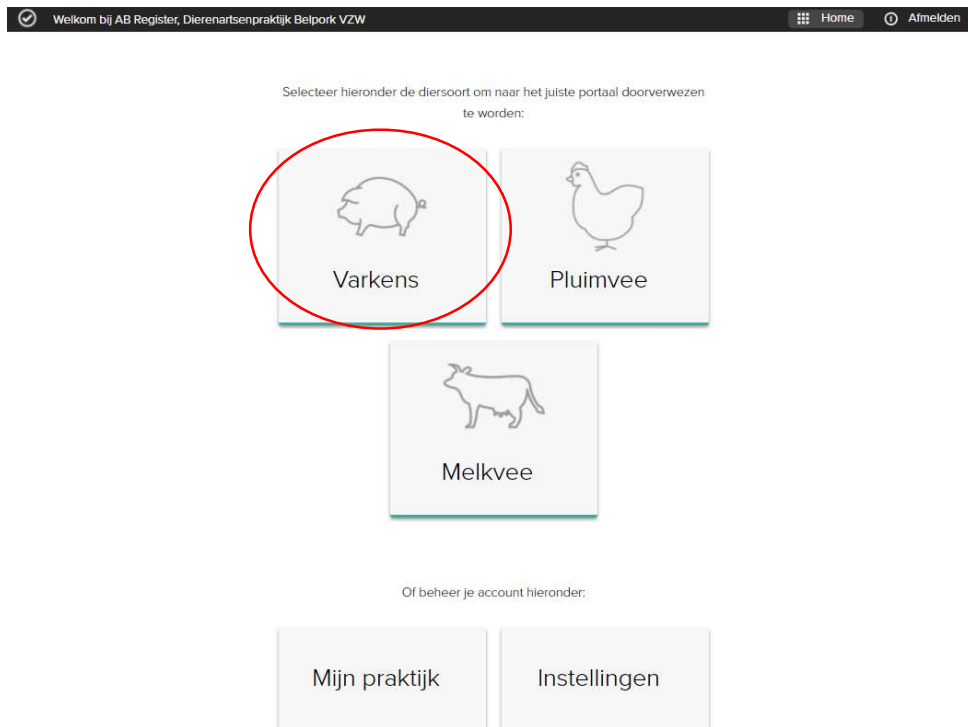 Welkom bij AB Register, Dierenartsenpraktijk Belpork VZW
Home
Afmelden
Selecteer hieronder de diersoort om naar het juiste portaal doorverwezen
te worden:
Varkens
Pluimvee
Melkvee
Of beheer je account hieronder:
Mijn praktijk
Instellingen